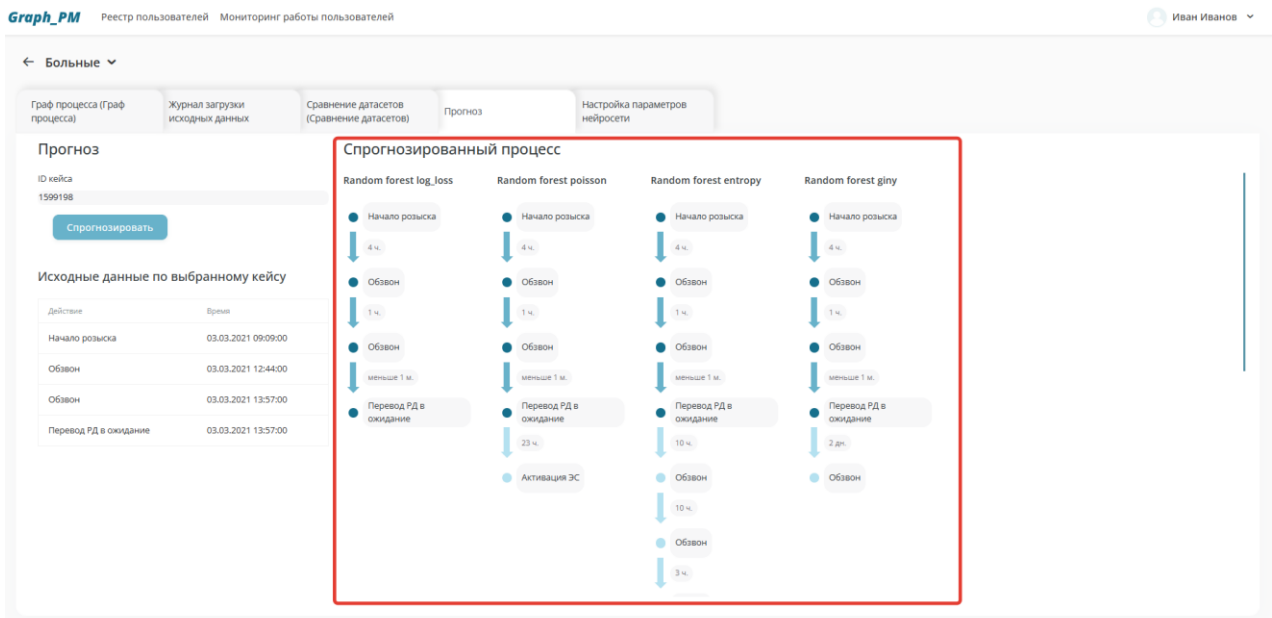 Graph_PM
Реестр пользователей
Мониторинг работы пользователей
Иван Иванов
Больные
Граф процесса (Граф
процесса)
Журнал загрузки
исходных данных
Сравнение датасетов
(Сравнение датасетов)
Прогноз
Настройка параметров
нейросети
Прогноз
ID кейса
1599198
Спрогнозировать
Исходные данные по выбранному кейсу
Действие Время
Начало розыска 03.03.2021 09:09:00
Обзвон 03.03.2021 12:44:00
Обзвон 03.03.2021 13:57:00
Перевод РД в ожидание 03.03.2021 13:57:00
Спрогнозированный процесс
Random forest log_loss
Начало розыска
4 ч.
Обзвон
1 ч.
Обзвон
меньше 1 м.
Перевод РД в
ожидание
Random forest poisson
Начало розыска
4 ч.
Обзвон
1 ч.
Обзвон
меньше 1 м.
Перевод РД в
ожидание
23 ч.
Активация ЭС
Random forest entropy
Начало розыска
4 ч.
Обзвон
1 ч.
Обзвон
меньше 1 м.
Перевод РД в
ожидание
10 ч.
Обзвон
10 ч.
Обзвон
3 ч.
Random forest giny
Начало розыска
4 ч.
Обзвон
1 ч.
Обзвон
меньше 1 м.
Перевод РД в
ожидание
2 дн.
Обзвон